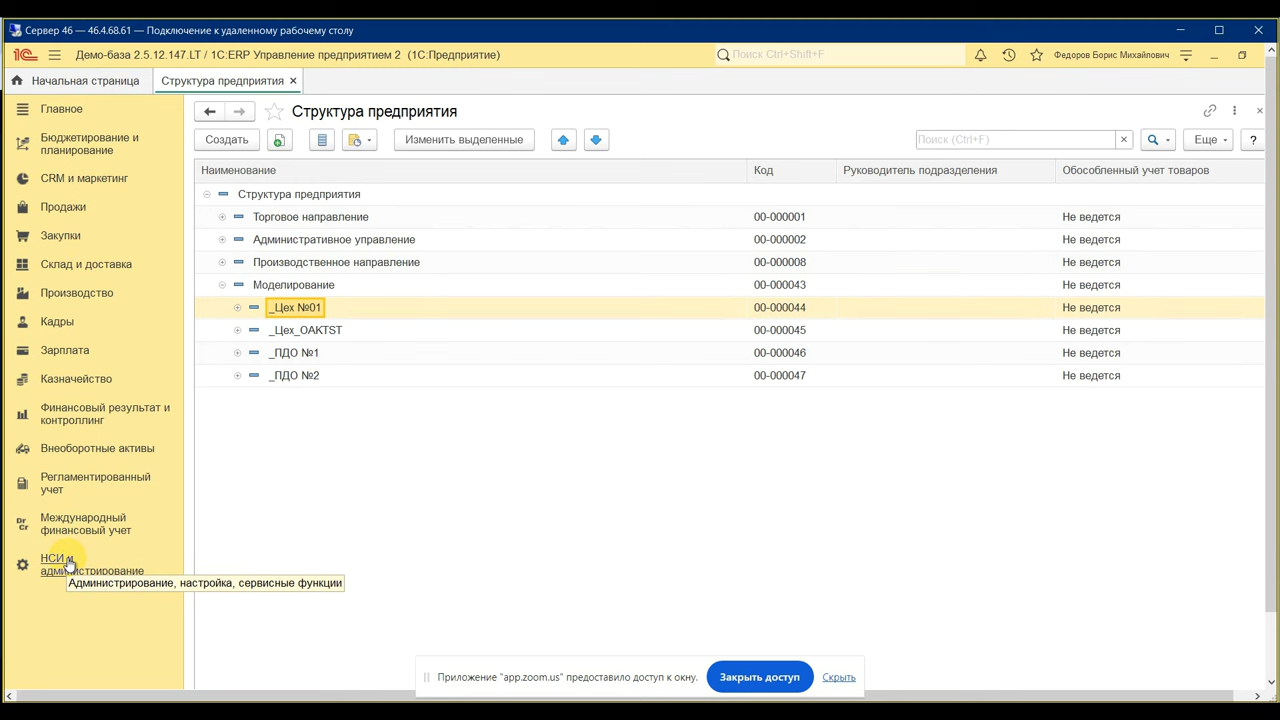 Сервер 46 — 46.4.68.61 — Подключение к удаленному рабочему столу
1С Демо-база 2.5.12.147.LT / 1С:ERP Управление предприятием 2 (1С:Предприятие) Поиск Ctrl+Shift+F Федоров Борис Михайлович
Начальная страница Структура предприятия ×
Главное
Бюджетирование и
планирование
CRM и маркетинг
Продажи
Закупки
Склад и доставка
Производство
Кадры
Зарплата
Казначейство
Финансовый результат и
контроллинг
Внеоборотные активы
Регламентированный
учет
Dr
Cr
Международный
финансовый учет
НСИ и
администрирование
Администрирование, настройка, сервисные функции
Структура предприятия
Создать Изменить выделенные Поиск (Ctrl+F) × Еще ?
Наименование Код Руководитель подразделения Обособленный учет товаров
Структура предприятия
Торговое направление 00-000001 Не ведется
Административное управление 00-000002 Не ведется
Производственное направление 00-000008 Не ведется
Моделирование 00-000043 Не ведется
_Цех №01 00-000044 Не ведется
_Цех_OAKTST 00-000045 Не ведется
_ПДО №1 00-000046 Не ведется
_ПДО №2 00-000047 Не ведется
Приложение "app.zoom.us" предоставило доступ к окну. Закрыть доступ Скрыть